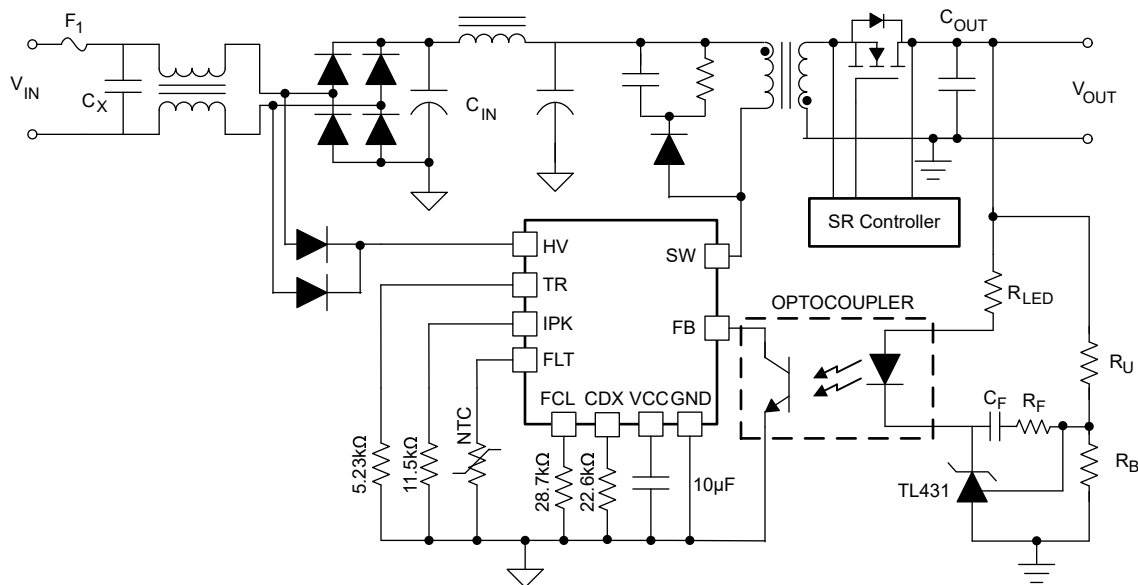 F1
COUT
VIN
CX
CIN
VOUT
SR Controller
HV
SW
TR
OPTOCOUPLER
RLED
IPK
FB
FLT
RU
FCL
CDX
VCC
GND
CF
RF
NTC
5.23kΩ
11.5kΩ
28.7kΩ
22.6kΩ
10µF
TL431
RB